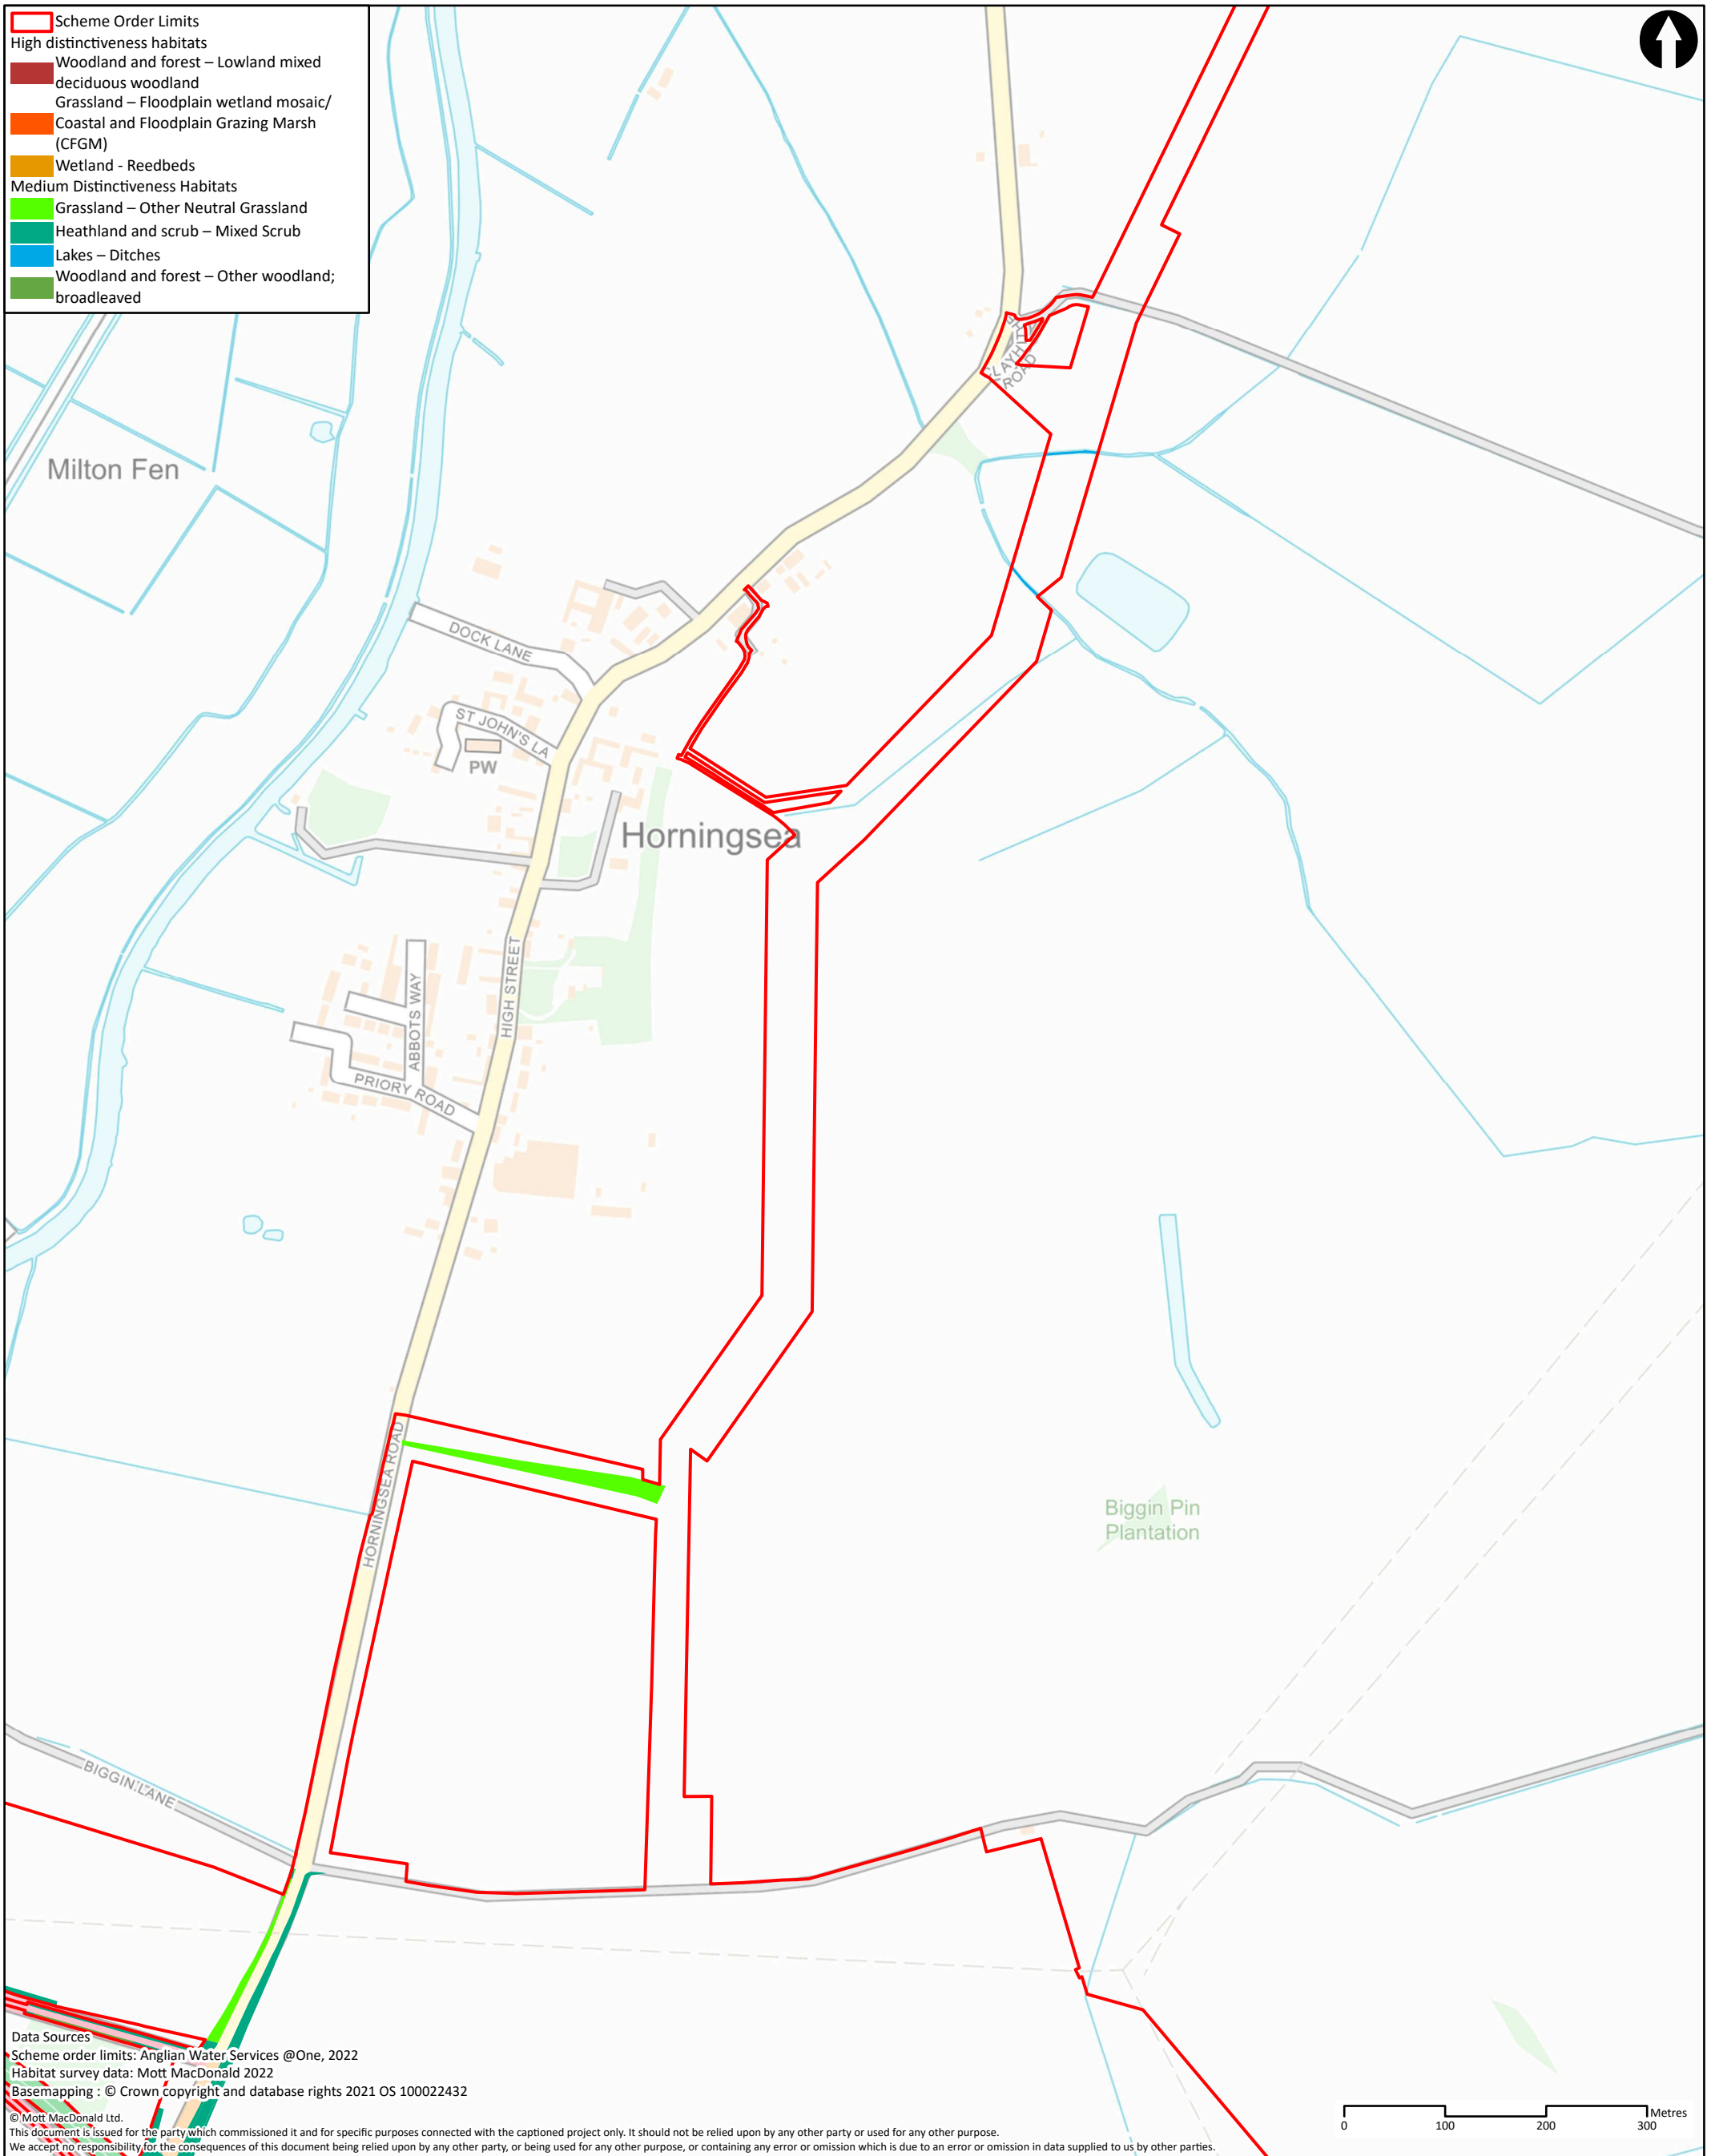 Scheme Order Limits
High distinctiveness habitats
Woodland and forest – Lowland mixed
deciduous woodland
Grassland – Floodplain wetland mosaic/
Coastal and Floodplain Grazing Marsh
(CFGM)
Wetland - Reedbeds
Medium Distinctiveness Habitats
Grassland – Other Neutral Grassland
Heathland and scrub – Mixed Scrub
Lakes – Ditches
Woodland and forest – Other woodland;
broadleaved
Milton Fen
ROAD
DOCK LANE
ST JOHN'S LA
PW
Horningsea
HIGH STREET
ABBOTS WAY
PRIORY ROAD
HORNINGSEA ROAD
Biggin Pin
Plantation
BIGGIN LANE
Data Sources
Scheme order limits: Anglian Water Services @One, 2022
Habitat survey data: Mott MacDonald 2022
Basemapping : © Crown copyright and database rights 2021 OS 100022432
© Mott MacDonald Ltd.
This document is issued for the party which commissioned it and for specific purposes connected with the captioned project only. It should not be relied upon by any other party or used for any other purpose.
We accept no responsibility for the consequences of this document being relied upon by any other party, or being used for any other purpose, or containing any error or omission which is due to an error or omission in data supplied to us by other parties.
0 100 200 300 Metres